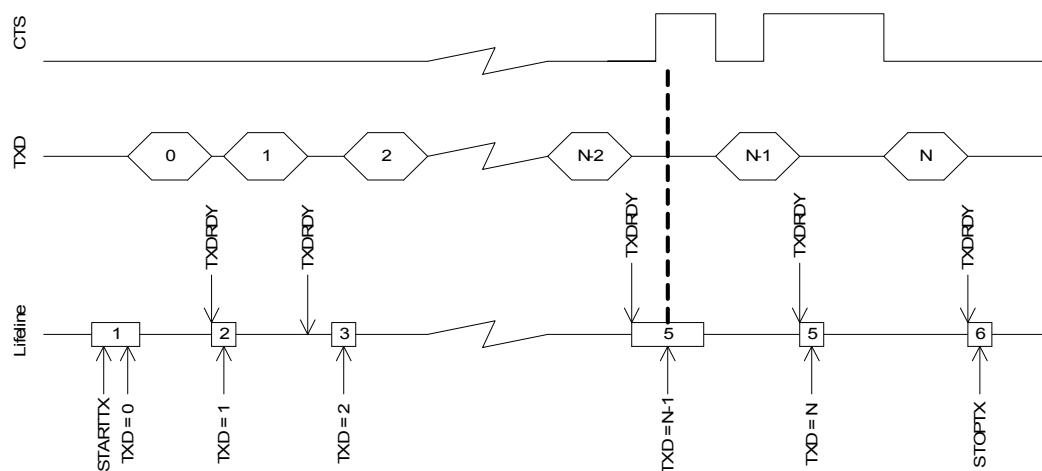 CTS
TXD
0
1
2
N-2
N-1
N
TXDRDY
TXDRDY
TXDRDY
TXDRDY
TXDRDY
Lifeline
1
2
3
5
5
6
STARTTX
TXD = 0
TXD = 1
TXD = 2
TXD = N-1
TXD = N
STOPTX